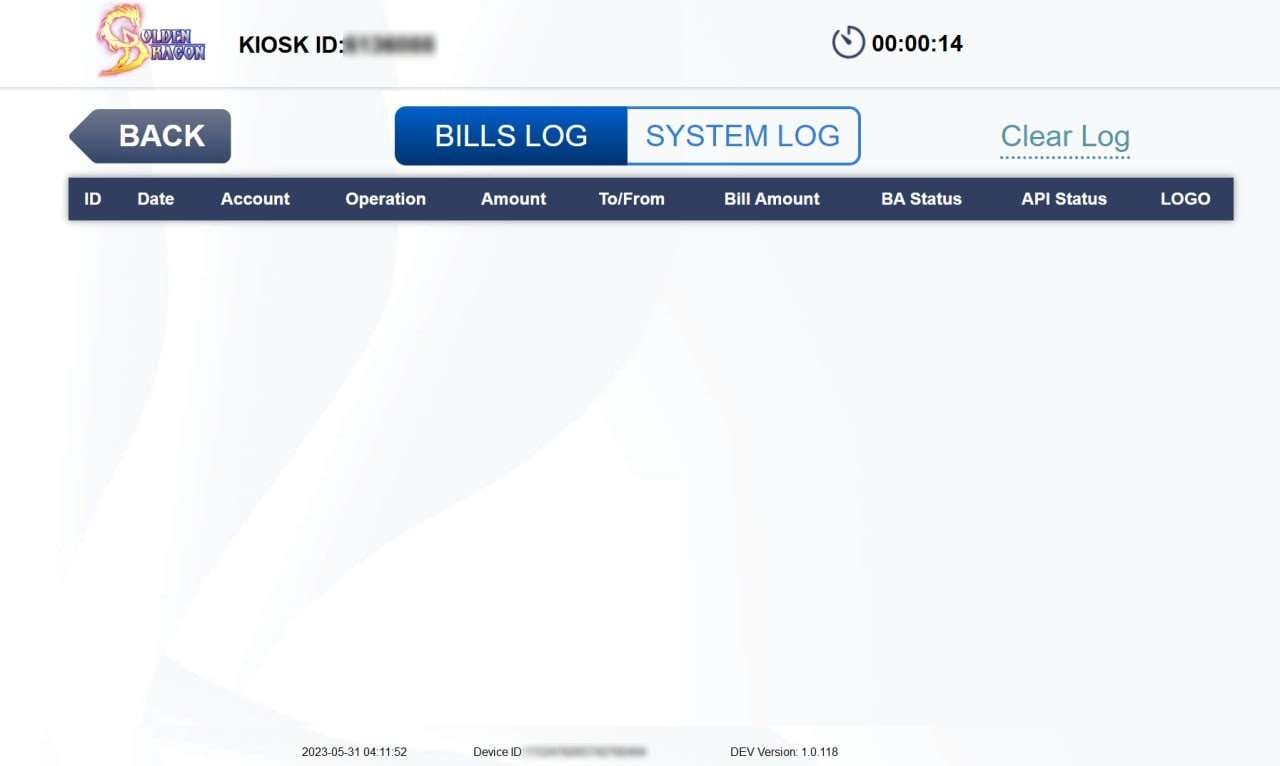 GOLDEN DRAGON
KIOSK ID:
00:00:14
BACK
BILLS LOG
SYSTEM LOG
Clear Log
ID Date Account Operation Amount To/From Bill Amount BA Status API Status LOGO
2023-05-31 04:11:52 Device ID DEV Version: 1.0.118